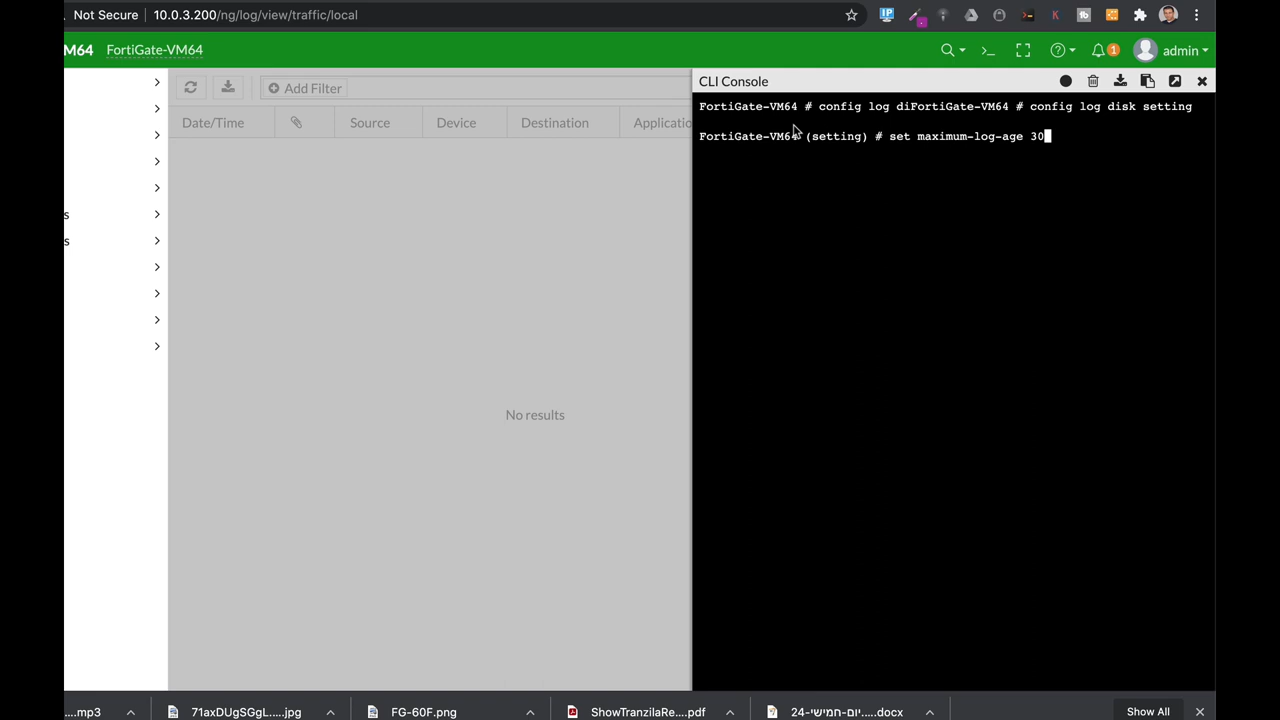 Not Secure 10.0.3.200/ng/log/view/traffic/local
M64 FortiGate-VM64 admin
1
CLI Console
Add Filter
Date/Time Source Device Destination Applicatio
FortiGate-VM64 # config log diFortiGate-VM64 # config log disk setting
FortiGate-VM64 (setting) # set maximum-log-age 30
s
s
No results
....mp3 71axDUgSGgL....jpg FG-60F.png ShowTranzilaRe....pdf 24-יום-חמישי....docx Show All